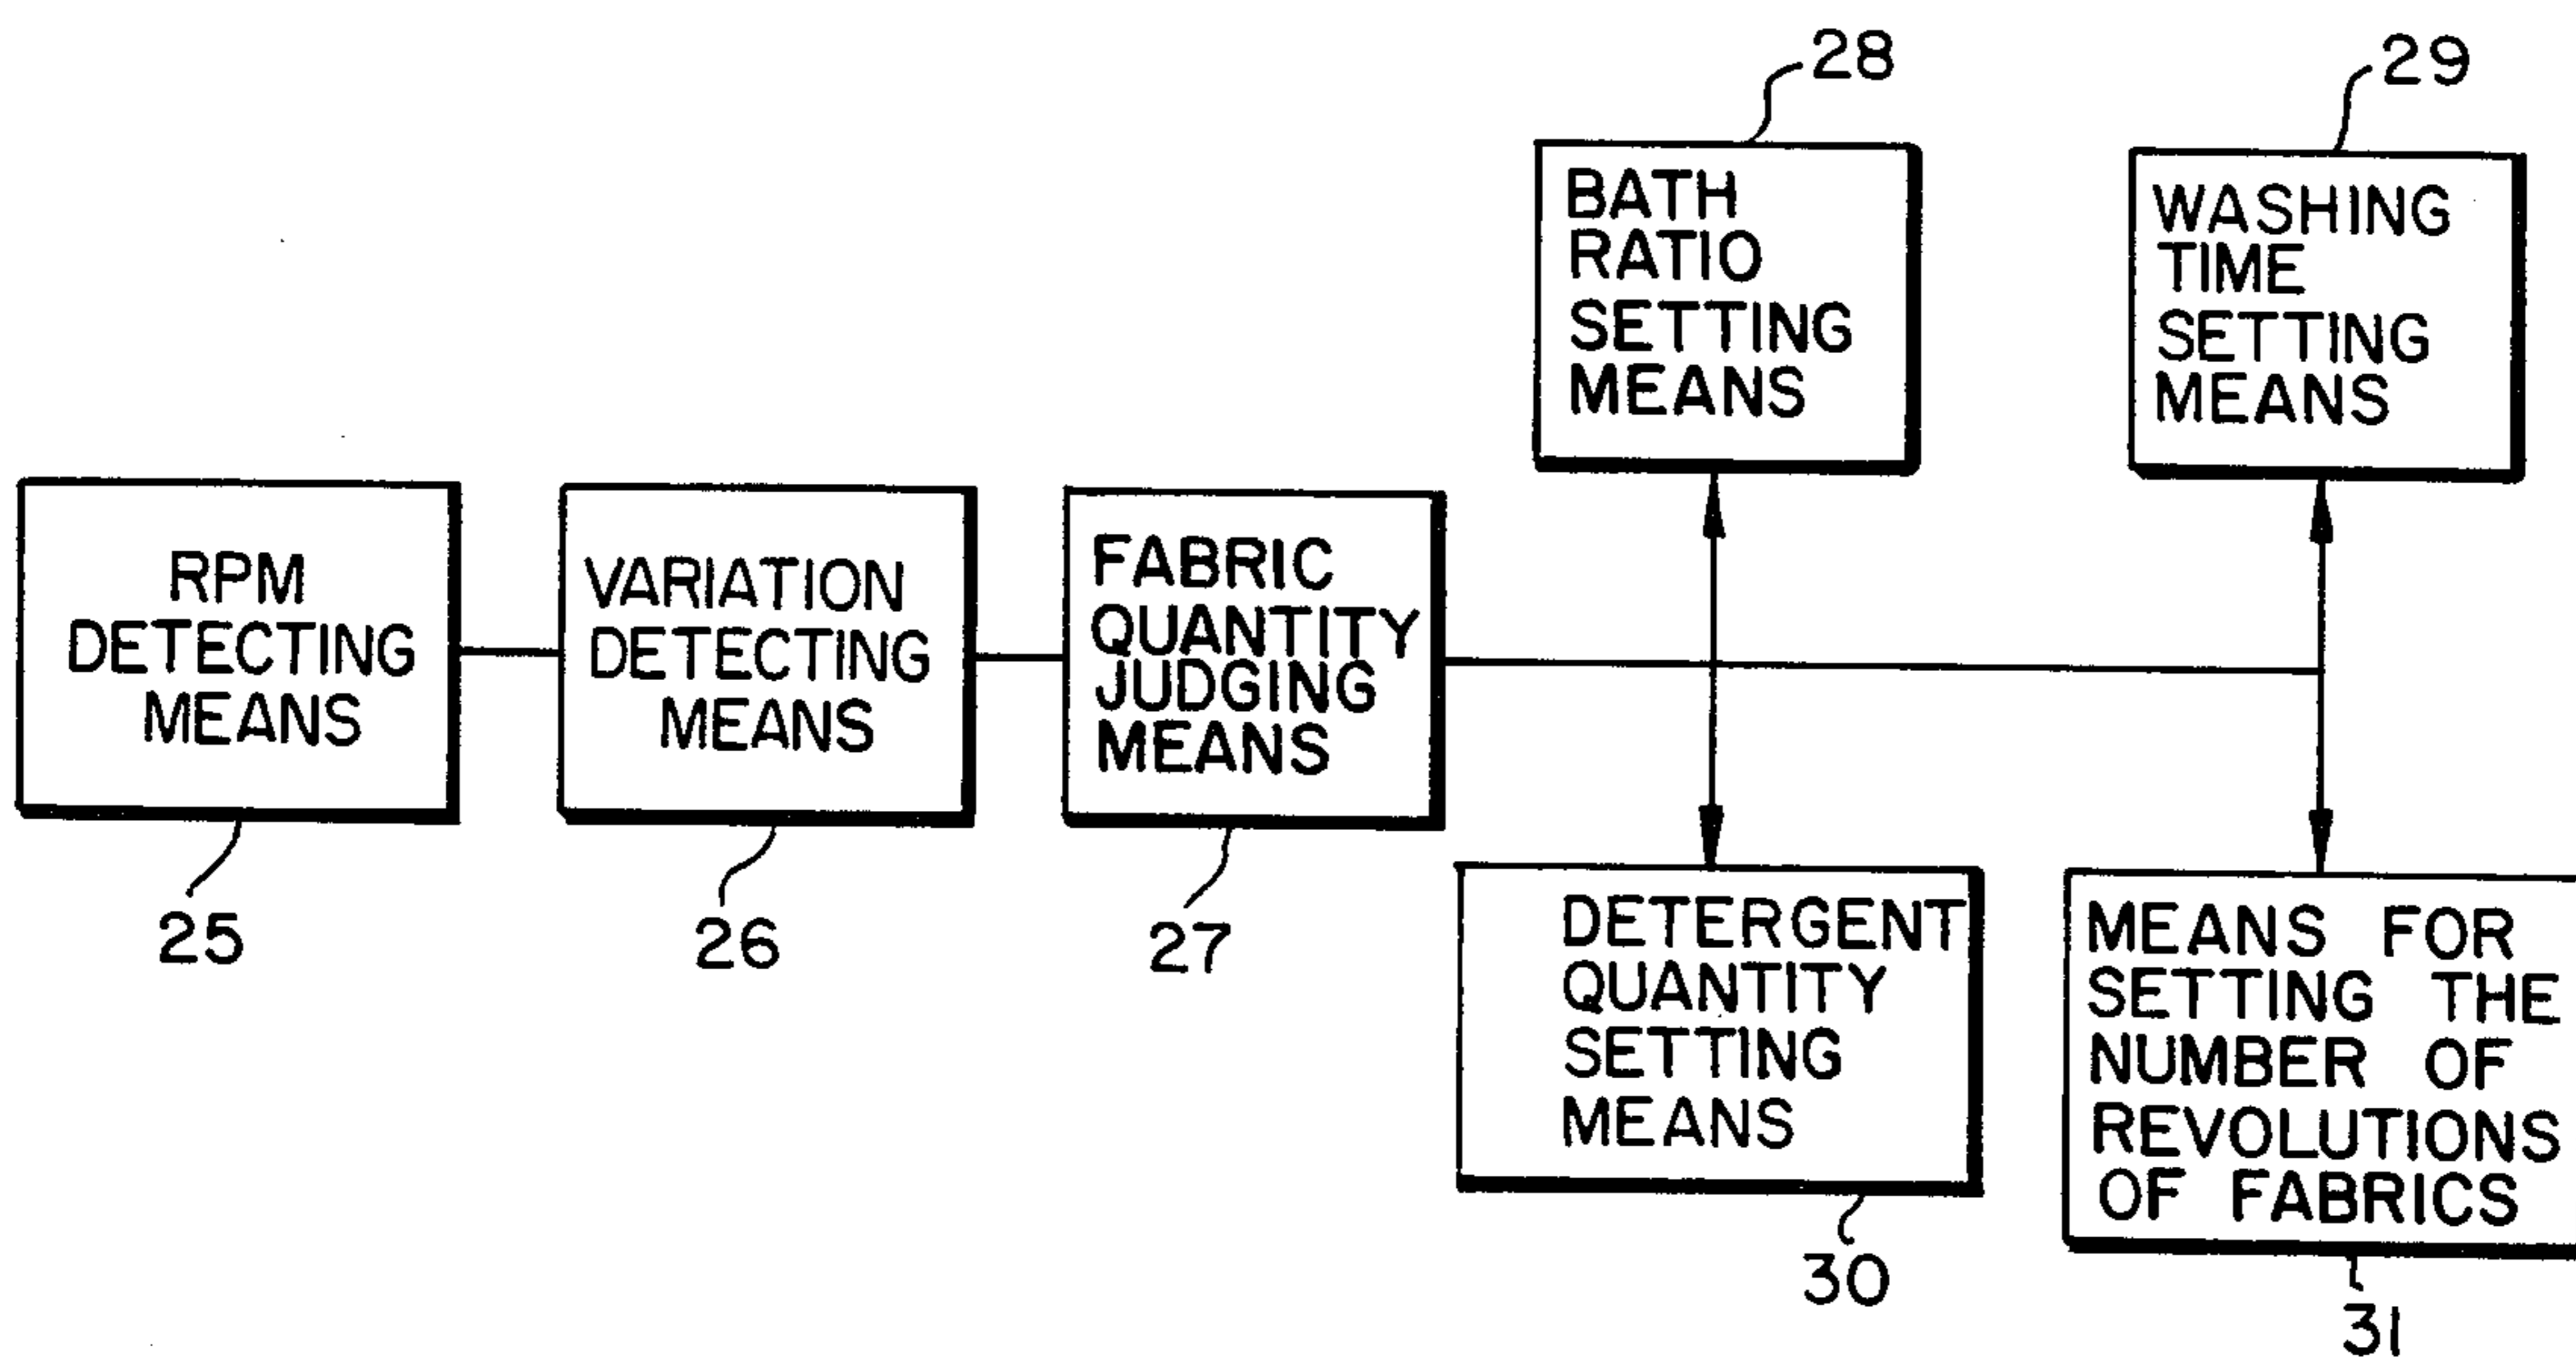 28
BATH
RATIO
SETTING
MEANS
29
WASHING
TIME
SETTING
MEANS
RPM
DETECTING
MEANS
25
VARIATION
DETECTING
MEANS
26
FABRIC
QUANTITY
JUDGING
MEANS
27
DETERGENT
QUANTITY
SETTING
MEANS
30
MEANS FOR
SETTING THE
NUMBER OF
REVOLUTIONS
OF FABRICS
31